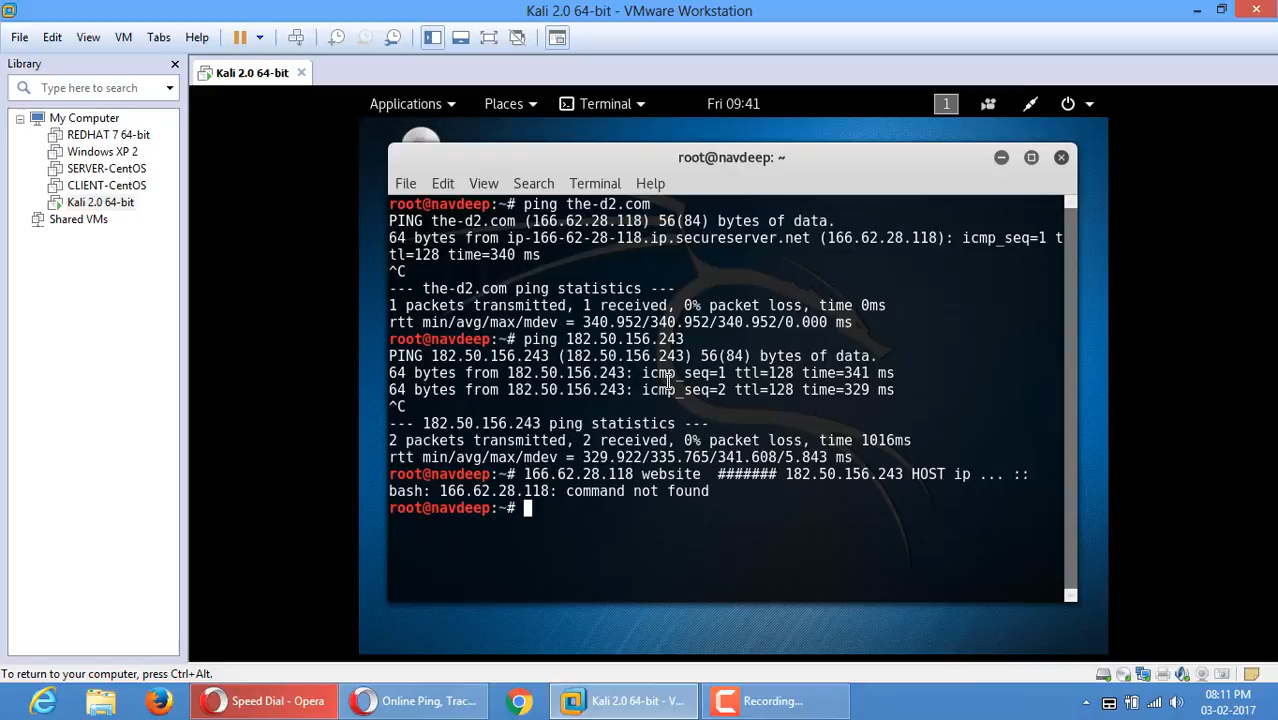 Kali 2.0 64-bit - VMware Workstation
File Edit View VM Tabs Help
Library
Type here to search
My Computer
REDHAT 7 64-bit
Windows XP 2
SERVER-CentOS
CLIENT-CentOS
Kali 2.0 64-bit
Shared VMs
Kali 2.0 64-bit
Applications Places Terminal Fri 09:41 1
root@navdeep: ~
File Edit View Search Terminal Help
root@navdeep:~# ping the-d2.com
PING the-d2.com (166.62.28.118) 56(84) bytes of data.
64 bytes from ip-166-62-28-118.ip.secureserver.net (166.62.28.118): icmp_seq=1 t
tl=128 time=340 ms
^C
--- the-d2.com ping statistics ---
1 packets transmitted, 1 received, 0% packet loss, time 0ms
rtt min/avg/max/mdev = 340.952/340.952/340.952/0.000 ms
root@navdeep:~# ping 182.50.156.243
PING 182.50.156.243 (182.50.156.243) 56(84) bytes of data.
64 bytes from 182.50.156.243: icmp_seq=1 ttl=128 time=341 ms
64 bytes from 182.50.156.243: icmp_seq=2 ttl=128 time=329 ms
^C
--- 182.50.156.243 ping statistics ---
2 packets transmitted, 2 received, 0% packet loss, time 1016ms
rtt min/avg/max/mdev = 329.922/335.765/341.608/5.843 ms
root@navdeep:~# 166.62.28.118 website  ####### 182.50.156.243 HOST ip ... ::
bash: 166.62.28.118: command not found
root@navdeep:~#
To return to your computer, press Ctrl+Alt.
Speed Dial - Opera
Online Ping, Trac...
Kali 2.0 64-bit - V...
Recording...
08:11 PM
03-02-2017